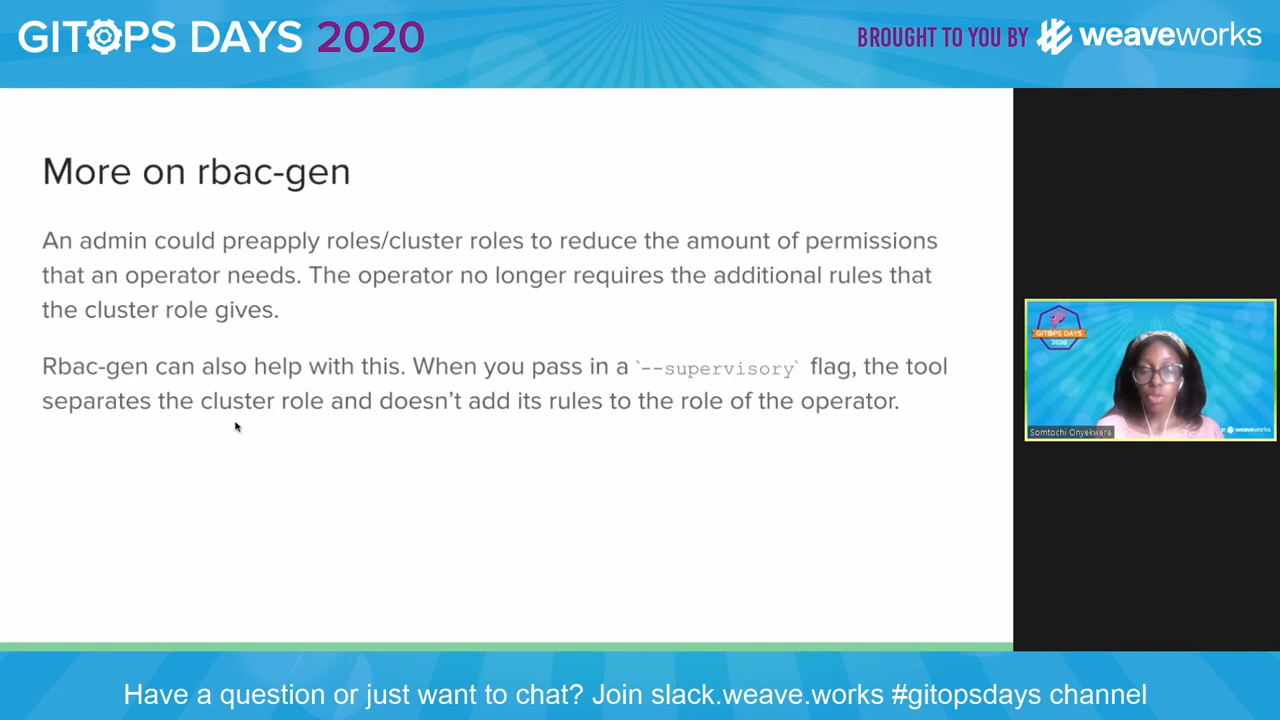 GITOPS DAYS 2020
BROUGHT TO YOU BY weaveworks
More on rbac-gen
An admin could preapply roles/cluster roles to reduce the amount of permissions
that an operator needs. The operator no longer requires the additional rules that
the cluster role gives.
Rbac-gen can also help with this. When you pass in a `--supervisory` flag, the tool
separates the cluster role and doesn't add its rules to the role of the operator.
GITOPS DAYS
2020
Somtochi Onyekwere
weaveworks
Have a question or just want to chat? Join slack.weave.works #gitopsdays channel